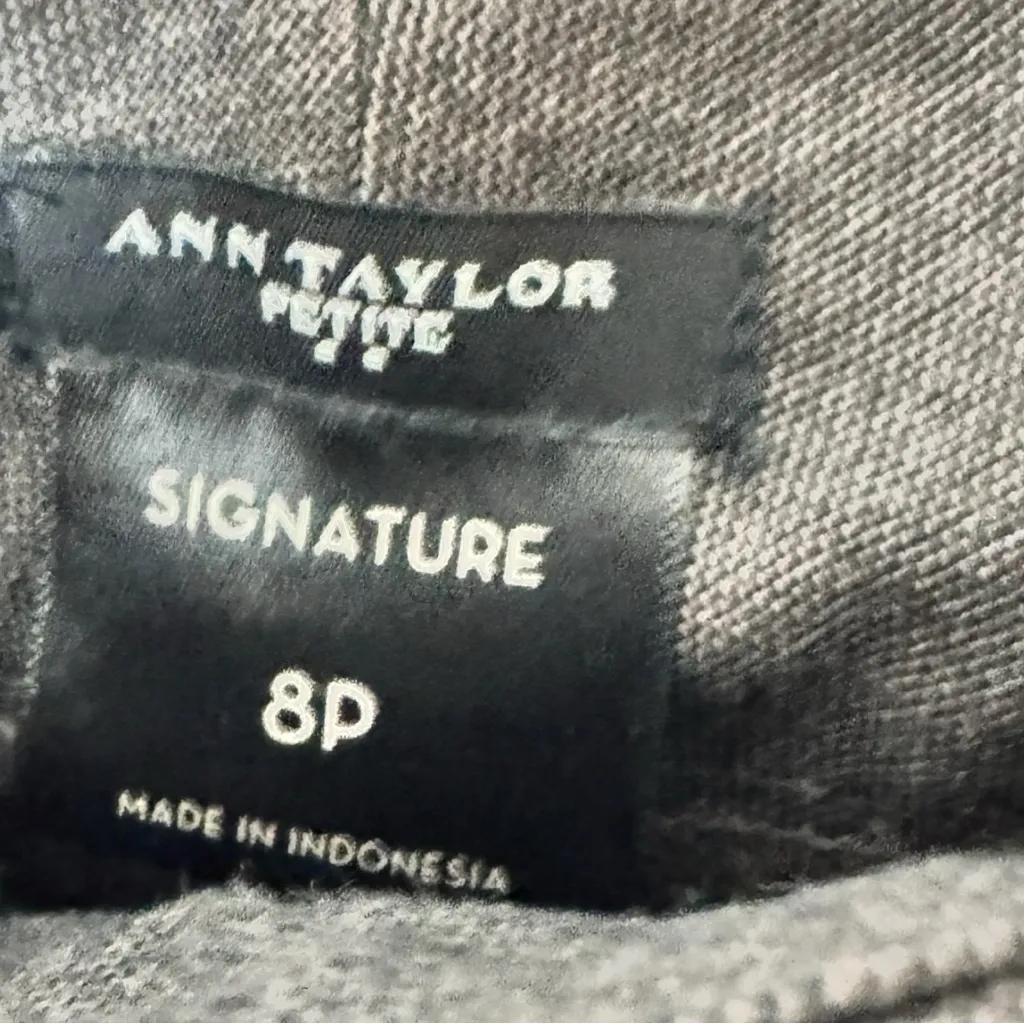 ANN TAYLOR
PETITE
SIGNATURE
8P
MADE IN INDONESIA